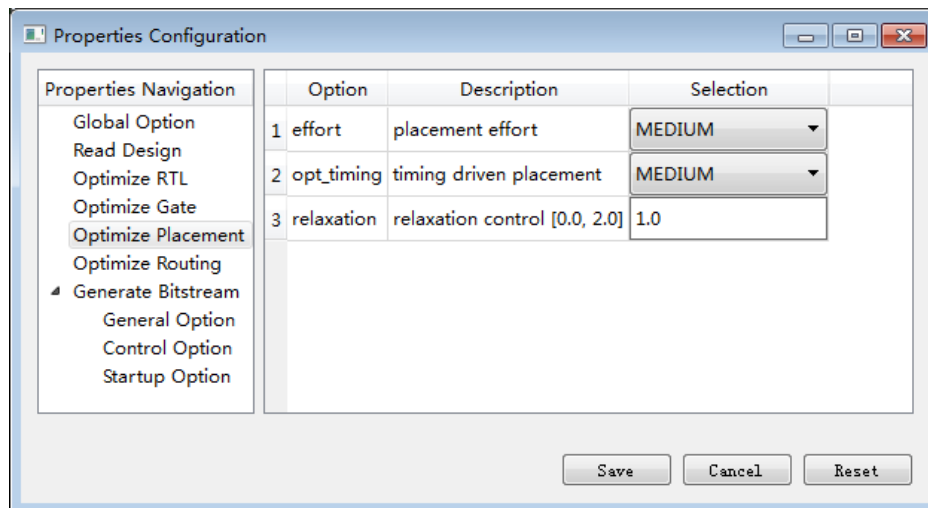 Properties Configuration
Properties Navigation
Global Option
Read Design
Optimize RTL
Optimize Gate
Optimize Placement
Optimize Routing
Generate Bitstream
General Option
Control Option
Startup Option
Option Description Selection
1 effort placement effort MEDIUM
2 opt_timing timing driven placement MEDIUM
3 relaxation relaxation control [0.0, 2.0] 1.0
Save Cancel Reset